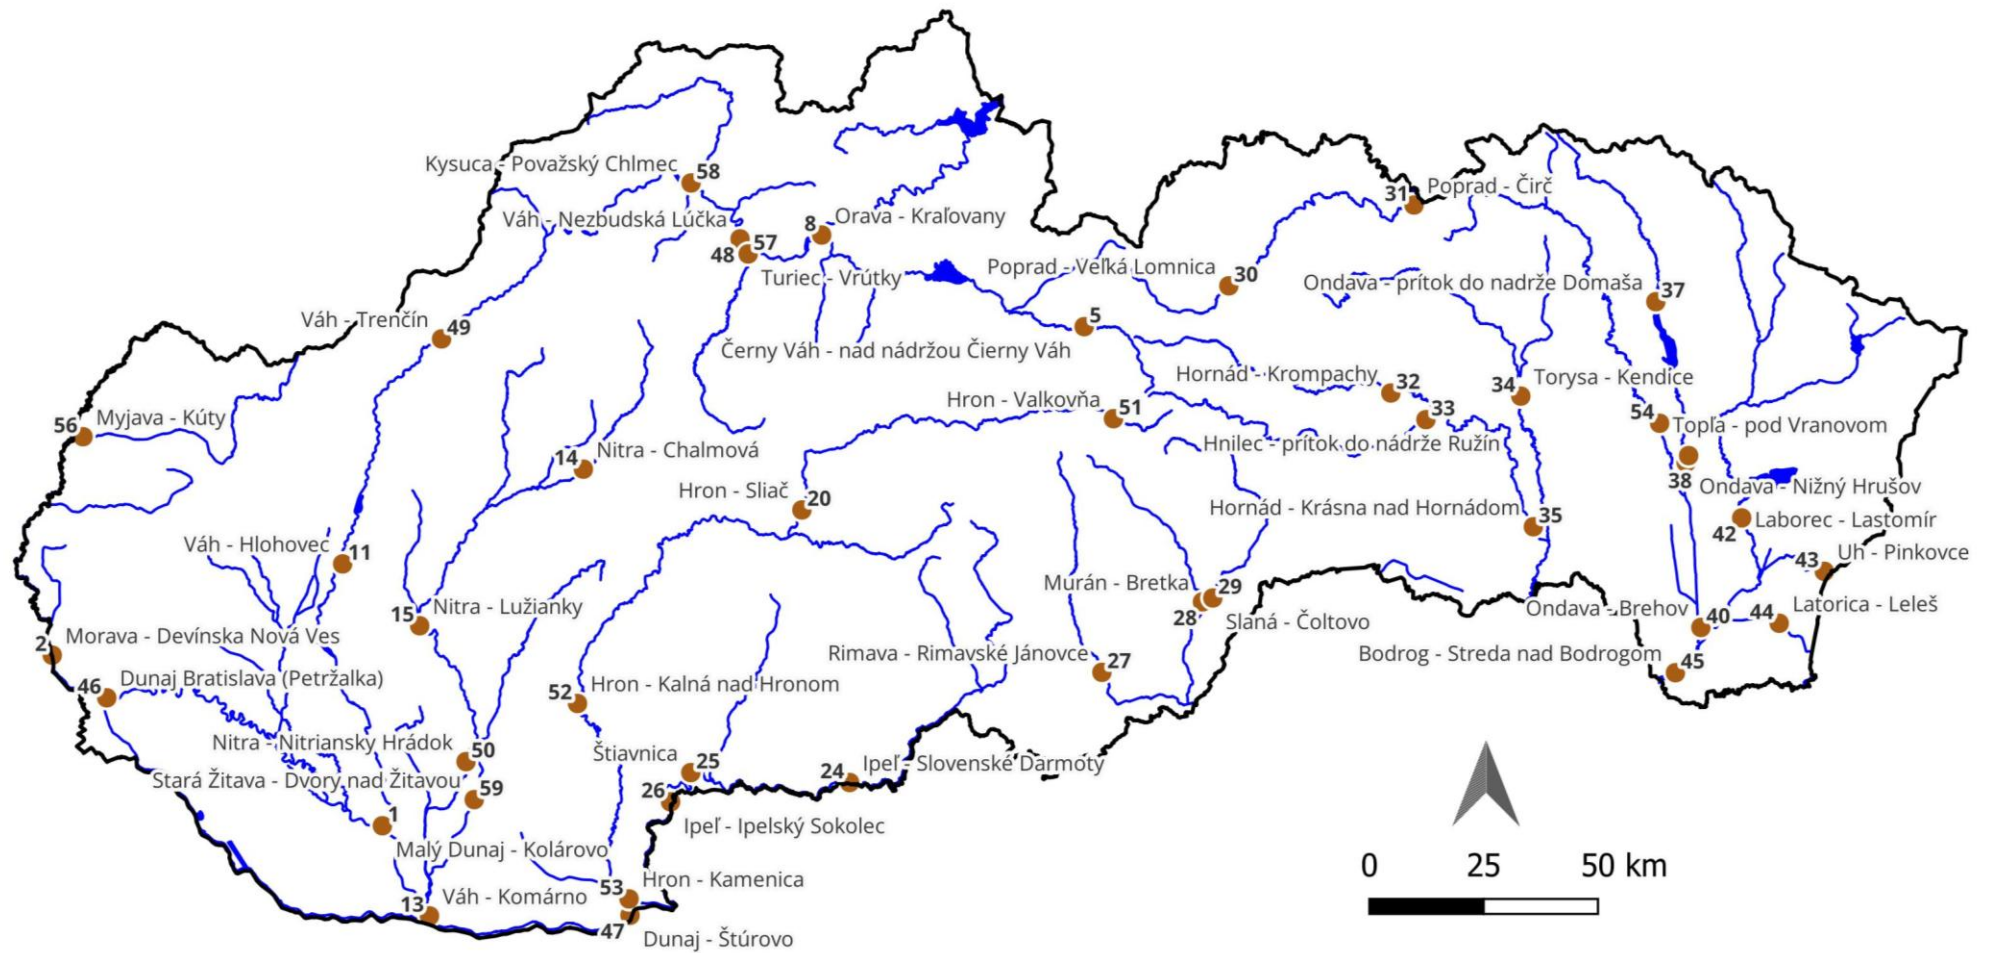 Kysuca - Považský Chlmec
58
31
Poprad - Čirč
Váh - Nezbudská Lúčka
8
Orava - Kraľovany
48
57
Turiec - Vrútky
Poprad - Veľká Lomnica
30
Ondava - prítok do nadrže Domaša
37
Váh - Trenčín
49
5
Černy Váh - nad nádržou Čierny Váh
Hornád - Krompachy
32
34
Torysa - Kendice
Hron - Valkovňa
51
33
54
56
Myjava - Kúty
Topľa - pod Vranovom
Hnilec - prítok do nádrže Ružín
14
Nitra - Chalmová
38
Ondava - Nižný Hrušov
Hron - Sliač
20
Hornád - Krásna nad Hornádom
35
42
Laborec - Lastomír
Váh - Hlohovec
11
43
Uh - Pinkovce
Murán - Bretka
29
28
Slaná - Čoltovo
15
Nitra - Lužianky
Ondava - Brehov
40
44
Latorica - Leleš
2
Morava - Devínska Nová Ves
Rimava - Rimavské Jánovce
27
Bodrog - Streda nad Bodrogom
45
46
Dunaj Bratislava (Petržalka)
52
Hron - Kalná nad Hronom
Nitra - Nitriansky Hrádok
50
Štiavnica
25
24
Ipeľ - Slovenské Ďarmoty
Stará Žitava - Dvory nad Žitavou
59
26
Ipeľ - Ipelský Sokolec
1
Malý Dunaj - Kolárovo
0 25 50 km
53
Hron - Kamenica
13
Váh - Komárno
47
Dunaj - Štúrovo